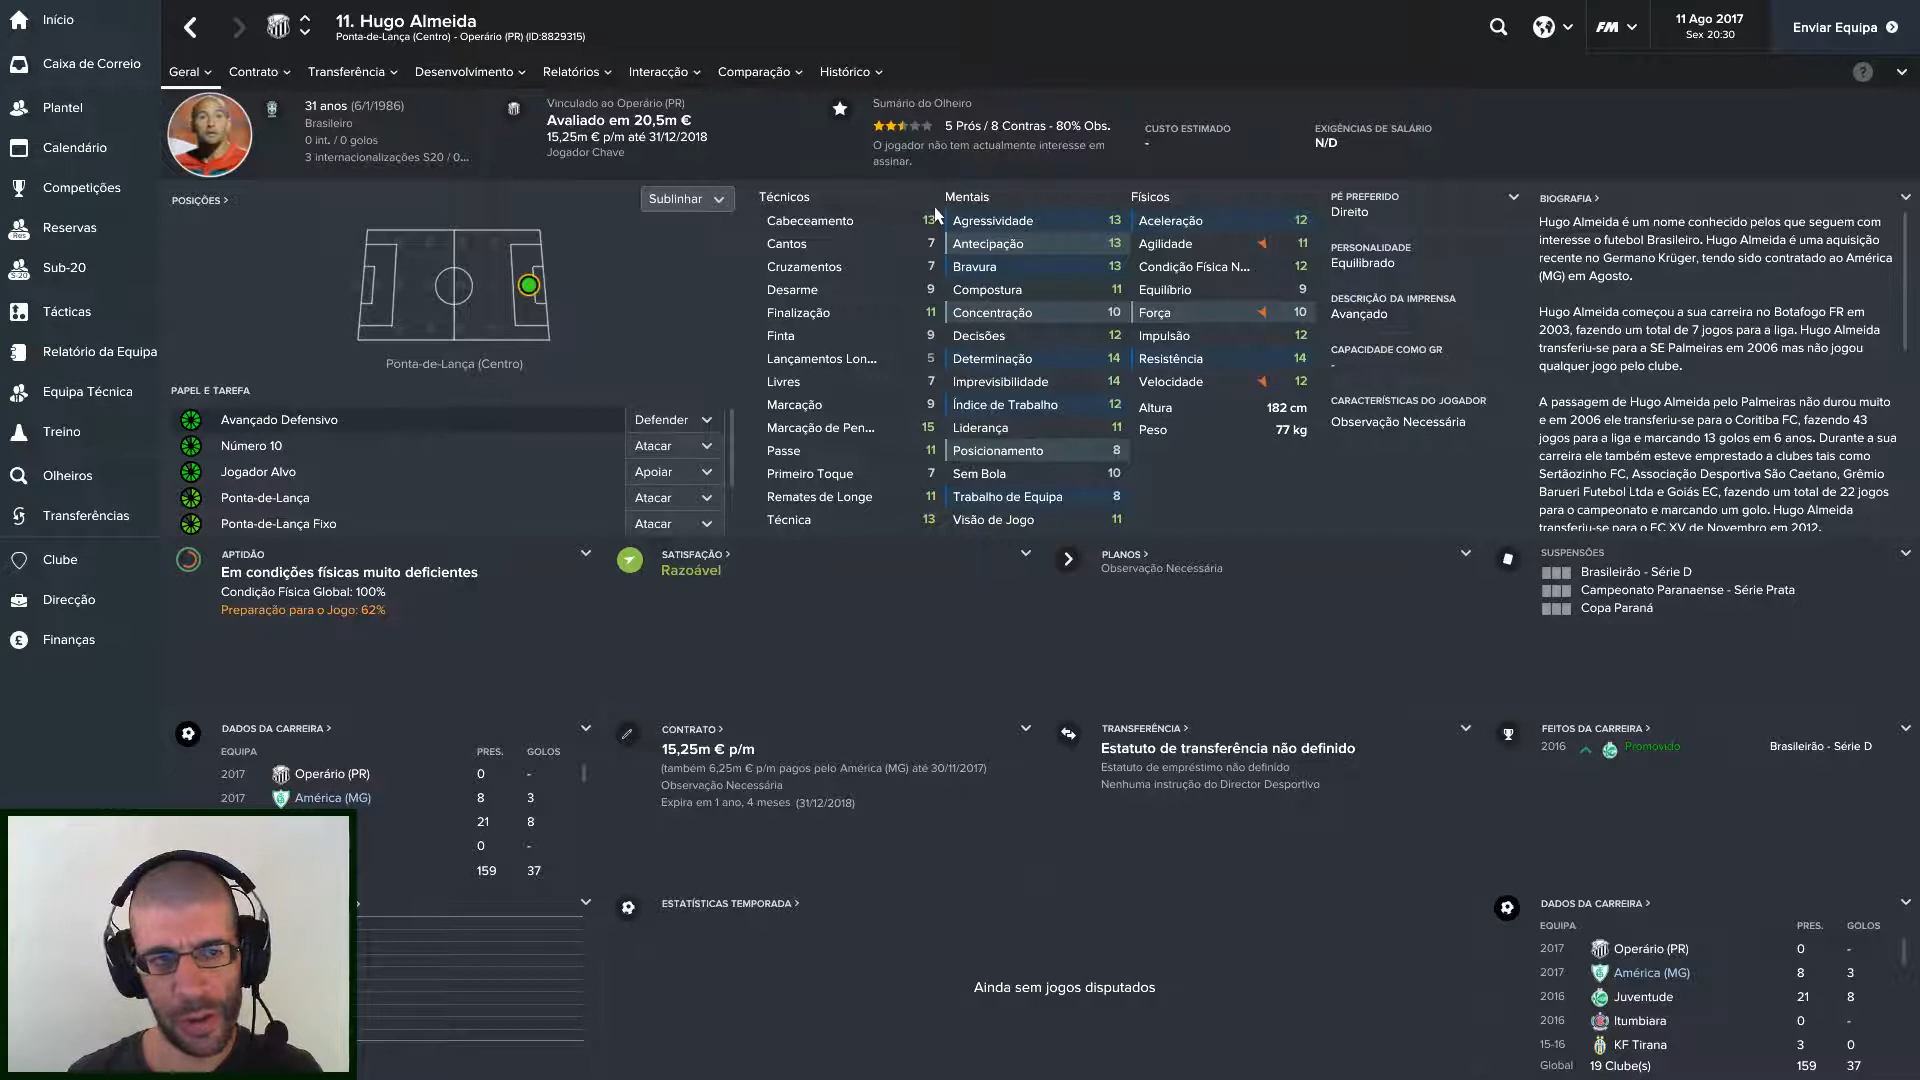 Início
Caixa de Correio
Plantel
Calendário
Competições
Reservas
Sub-20
Tácticas
Relatório da Equipa
Equipa Técnica
Treino
Olheiros
Transferências
Clube
Direcção
Finanças
11. Hugo Almeida
Ponta-de-Lança (Centro) - Operário (PR) (ID:8829315)
FM
11 Ago 2017
Sex 20:30
Enviar Equipa
Geral
Contrato
Transferência
Desenvolvimento
Relatórios
Interacção
Comparação
Histórico
31 anos (6/1/1986)
Brasileiro
0 int. / 0 golos
3 internacionalizações S20 / 0...
Vinculado ao Operário (PR)
Avaliado em 20,5m €
15,25m € p/m até 31/12/2018
Jogador Chave
Sumário do Olheiro
5 Prós / 8 Contras - 80% Obs.
O jogador não tem actualmente interesse em
assinar.
CUSTO ESTIMADO
-
EXIGÊNCIAS DE SALÁRIO
N/D
POSIÇÕES >
Sublinhar
Ponta-de-Lança (Centro)
PAPEL E TAREFA
Avançado Defensivo Defender
Número 10 Atacar
Jogador Alvo Apoiar
Ponta-de-Lança Atacar
Ponta-de-Lança Fixo Atacar
Técnicos
Cabeceamento 13
Cantos 7
Cruzamentos 7
Desarme 9
Finalização 11
Finta 9
Lançamentos Lon... 5
Livres 7
Marcação 9
Marcação de Pen... 15
Passe 11
Primeiro Toque 7
Remates de Longe 11
Técnica 13
Mentais
Agressividade 13
Antecipação 13
Bravura 13
Compostura 11
Concentração 10
Decisões 12
Determinação 14
Imprevisibilidade 14
Índice de Trabalho 12
Liderança 11
Posicionamento 8
Sem Bola 10
Trabalho de Equipa 8
Visão de Jogo 11
Físicos
Aceleração 12
Agilidade 11
Condição Física N... 12
Equilíbrio 9
Força 10
Impulsão 12
Resistência 14
Velocidade 12
Altura 182 cm
Peso 77 kg
PÉ PREFERIDO
Direito
PERSONALIDADE
Equilibrado
DESCRIÇÃO DA IMPRENSA
Avançado
CAPACIDADE COMO GR
-
CARACTERÍSTICAS DO JOGADOR
Observação Necessária
BIOGRAFIA >
Hugo Almeida é um nome conhecido pelos que seguem com
interesse o futebol Brasileiro. Hugo Almeida é uma aquisição
recente no Germano Krüger, tendo sido contratado ao América
(MG) em Agosto.
Hugo Almeida começou a sua carreira no Botafogo FR em
2003, fazendo um total de 7 jogos para a liga. Hugo Almeida
transferiu-se para a SE Palmeiras em 2006 mas não jogou
qualquer jogo pelo clube.
A passagem de Hugo Almeida pelo Palmeiras não durou muito
e em 2006 ele transferiu-se para o Coritiba FC, fazendo 43
jogos para a liga e marcando 13 golos em 6 anos. Durante a sua
carreira ele também esteve emprestado a clubes tais como
Sertãozinho FC, Associação Desportiva São Caetano, Grêmio
Barueri Futebol Ltda e Goiás EC, fazendo um total de 22 jogos
para o campeonato e marcando um golo. Hugo Almeida
transferiu-se para o FC XV de Novembro em 2012.
APTIDÃO
Em condições físicas muito deficientes
Condição Física Global: 100%
Preparação para o Jogo: 62%
SATISFAÇÃO >
Razoável
PLANOS >
Observação Necessária
SUSPENSÕES
Brasileirão - Série D
Campeonato Paranaense - Série Prata
Copa Paraná
DADOS DA CARREIRA >
EQUIPA PRES. GOLOS
2017 Operário (PR) 0 -
2017 América (MG) 8 3
21 8
0 -
159 37
CONTRATO >
15,25m € p/m
(também 6,25m € p/m pagos pelo América (MG) até 30/11/2017)
Observação Necessária
Expira em 1 ano, 4 meses (31/12/2018)
TRANSFERÊNCIA >
Estatuto de transferência não definido
Estatuto de empréstimo não definido
Nenhuma instrução do Director Desportivo
FEITOS DA CARREIRA >
2016 Promovido Brasileirão - Série D
ESTATÍSTICAS TEMPORADA >
Ainda sem jogos disputados
DADOS DA CARREIRA >
EQUIPA PRES. GOLOS
2017 Operário (PR) 0 -
2017 América (MG) 8 3
2016 Juventude 21 8
2016 Itumbiara 0 -
15-16 KF Tirana 3 0
Global 19 Clube(s) 159 37